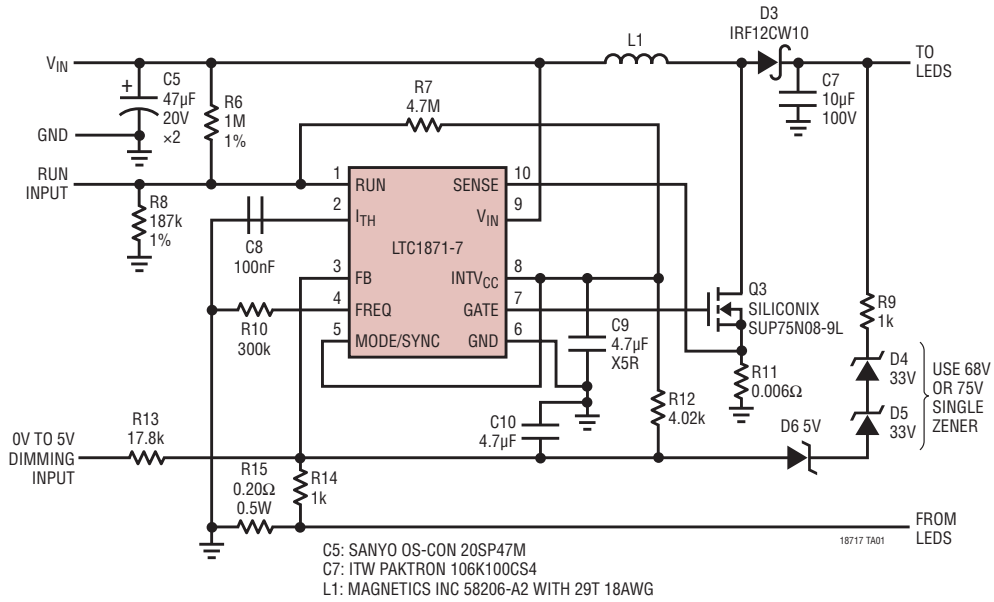 D3
IRF12CW10
L1
TO
LEDS
VIN
C5
47µF
20V
×2
+
R6
1M
1%
R7
4.7M
C7
10µF
100V
GND
RUN
INPUT
R8
187k
1%
C8
100nF
1
RUN
2
ITH
3
FB
4
FREQ
5
MODE/SYNC
LTC1871-7
10
SENSE
9
VIN
8
INTVCC
7
GATE
6
GND
R10
300k
Q3
SILICONIX
SUP75N08-9L
R9
1k
C9
4.7µF
X5R
R11
0.006Ω
D4
33V
D5
33V
USE 68V
OR 75V
SINGLE
ZENER
R12
4.02k
C10
4.7µF
D6 5V
0V TO 5V
DIMMING
INPUT
R13
17.8k
R15
0.20Ω
0.5W
R14
1k
FROM
LEDS
18717 TA01
C5: SANYO OS-CON 20SP47M
C7: ITW PAKTRON 106K100CS4
L1: MAGNETICS INC 58206-A2 WITH 29T 18AWG